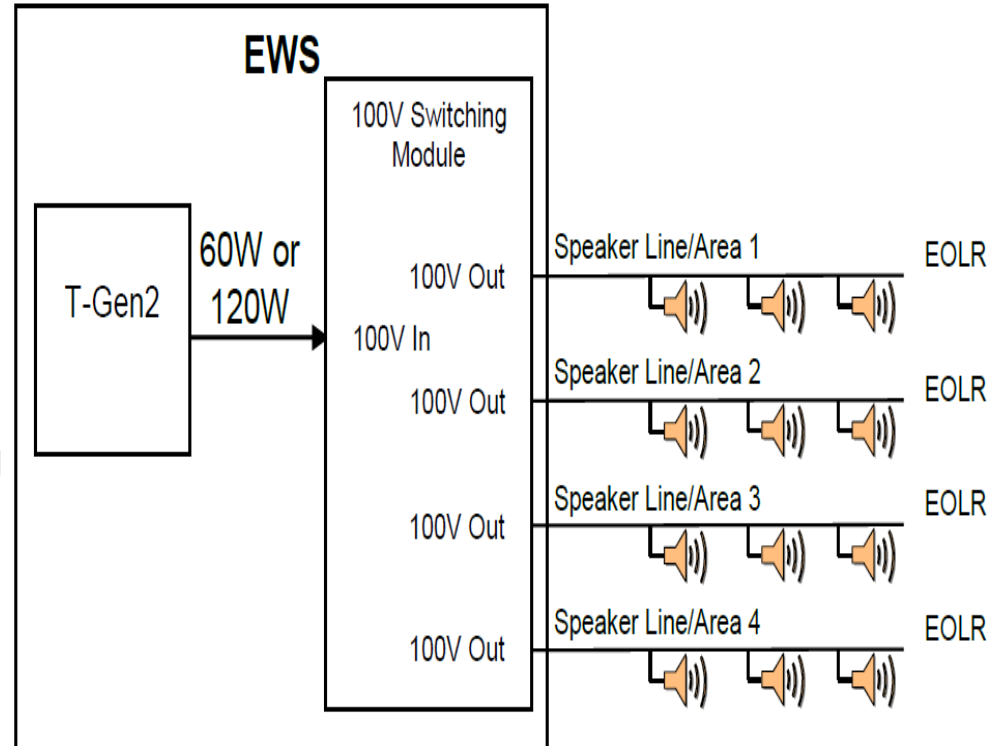 EWS
100V Switching
Module
T-Gen2
60W or
120W
100V In
100V Out
Speaker Line/Area 1
EOLR
100V Out
Speaker Line/Area 2
EOLR
100V Out
Speaker Line/Area 3
EOLR
100V Out
Speaker Line/Area 4
EOLR